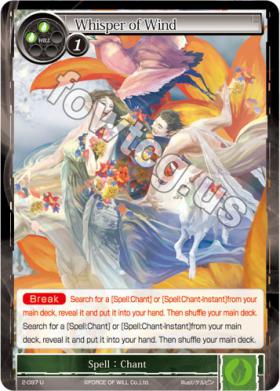 Whisper of Wind
WILL
1
fowtcg.us
Break Search for a [Spell:Chant] or [Spell:Chant-Instant]from your
main deck, reveal it and put it into your hand. Then shuffle your main deck.
Search for a [Spell:Chant] or [Spell:Chant-Instant]from your main
deck, reveal it and put it into your hand. Then shuffle your main deck.
Spell : Chant
2-097 U
©FORCE OF WILL Co.,Ltd.